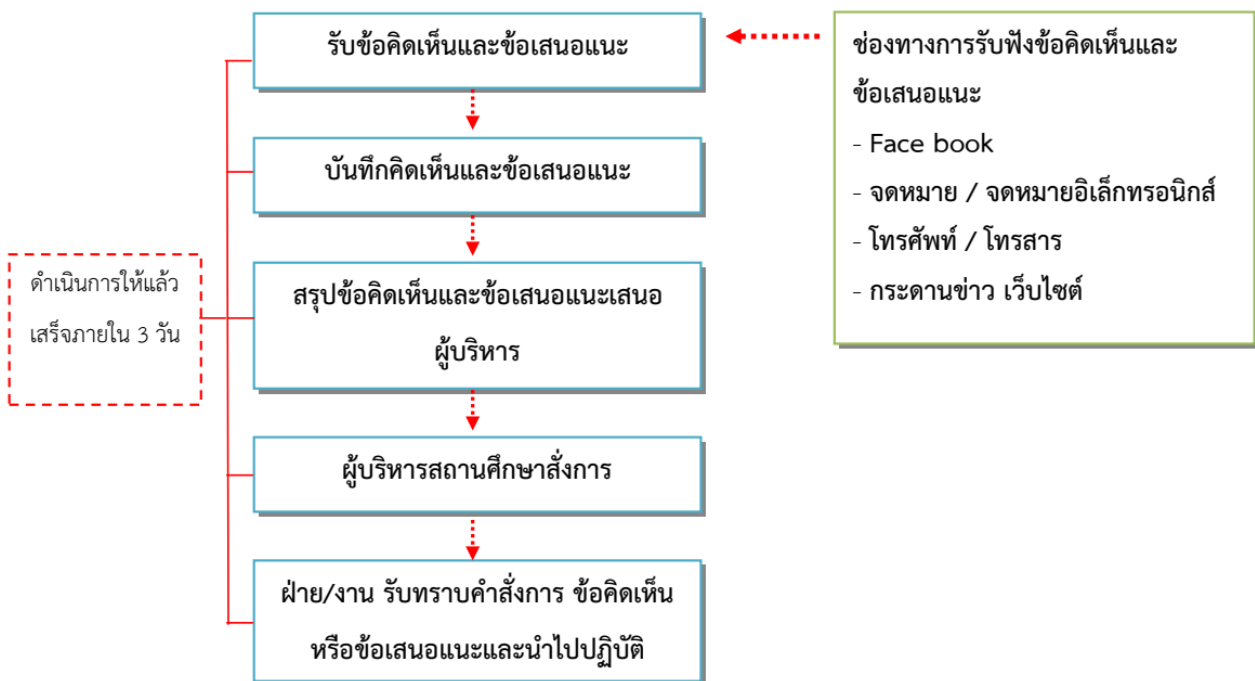 รับข้อคิดเห็นและข้อเสนอแนะ
ช่องทางการรับฟังข้อคิดเห็นและ
ข้อเสนอแนะ
- Face book
- จดหมาย / จดหมายอิเล็กทรอนิกส์
- โทรศัพท์ / โทรสาร
- กระดานข่าว เว็บไซต์
บันทึกคิดเห็นและข้อเสนอแนะ
ดำเนินการให้แล้ว
เสร็จภายใน 3 วัน
สรุปข้อคิดเห็นและข้อเสนอแนะเสนอ
ผู้บริหาร
ผู้บริหารสถานศึกษาสั่งการ
ฝ่าย/งาน รับทราบคำสั่งการ ข้อคิดเห็น
หรือข้อเสนอแนะและนำไปปฏิบัติ